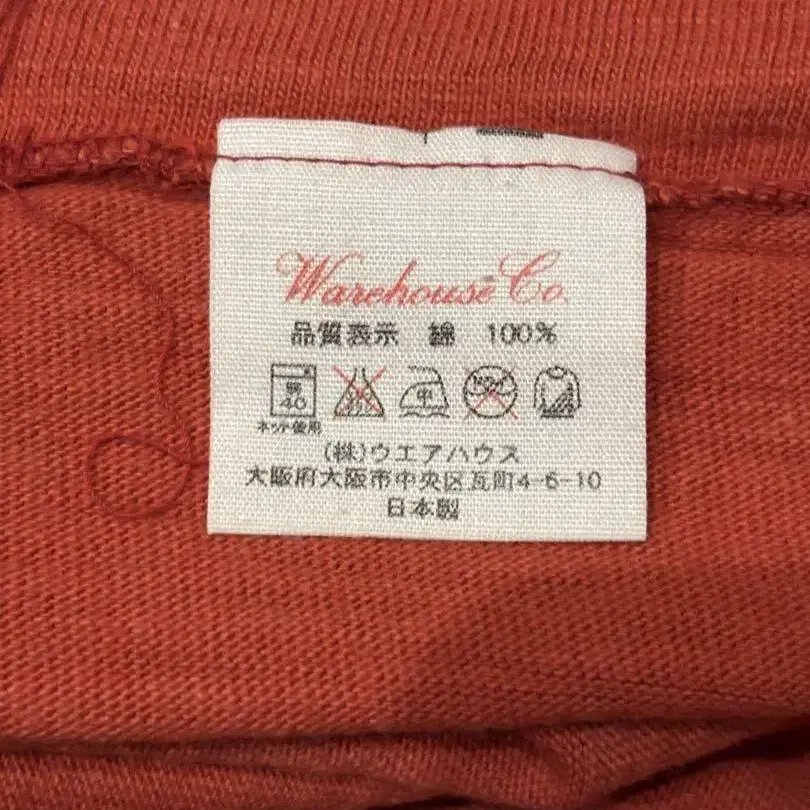 Warehouse Co.
品質表示 綿 100%
弱 40 中
ネット使用
(株)ウエアハウス
大阪府大阪市中央区瓦町4-6-10
日本製